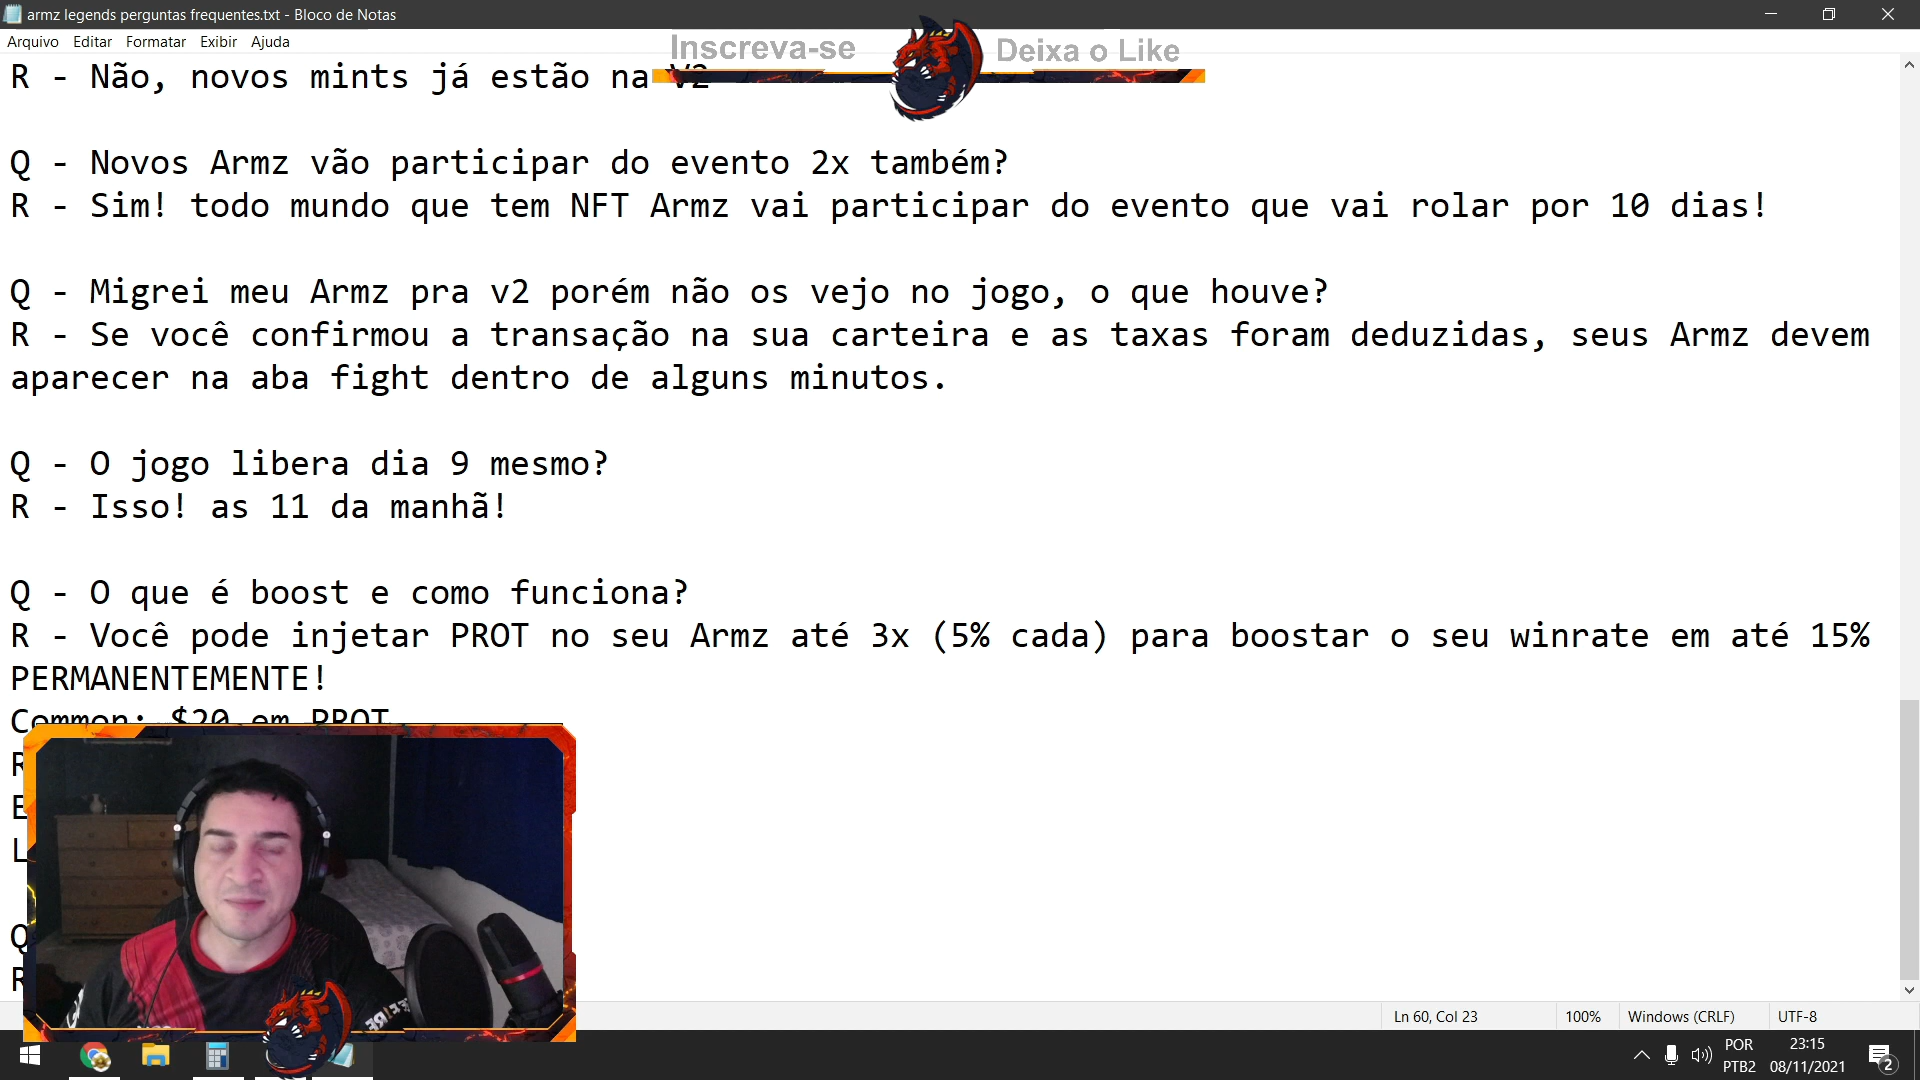 armz legends perguntas frequentes.txt - Bloco de Notas
Arquivo Editar Formatar Exibir Ajuda
Inscreva-se Deixa o Like
R - Não, novos mints já estão na V2
Q - Novos Armz vão participar do evento 2x também?
R - Sim! todo mundo que tem NFT Armz vai participar do evento que vai rolar por 10 dias!
Q - Migrei meu Armz pra v2 porém não os vejo no jogo, o que houve?
R - Se você confirmou a transação na sua carteira e as taxas foram deduzidas, seus Armz devem
aparecer na aba fight dentro de alguns minutos.
Q - O jogo libera dia 9 mesmo?
R - Isso! as 11 da manhã!
Q - O que é boost e como funciona?
R - Você pode injetar PROT no seu Armz até 3x (5% cada) para boostar o seu winrate em até 15%
PERMANENTEMENTE!
Common: $20 em PROT
R
E
L
Q
R
Ln 60, Col 23 100% Windows (CRLF) UTF-8
POR 23:15
PTB2 08/11/2021 2